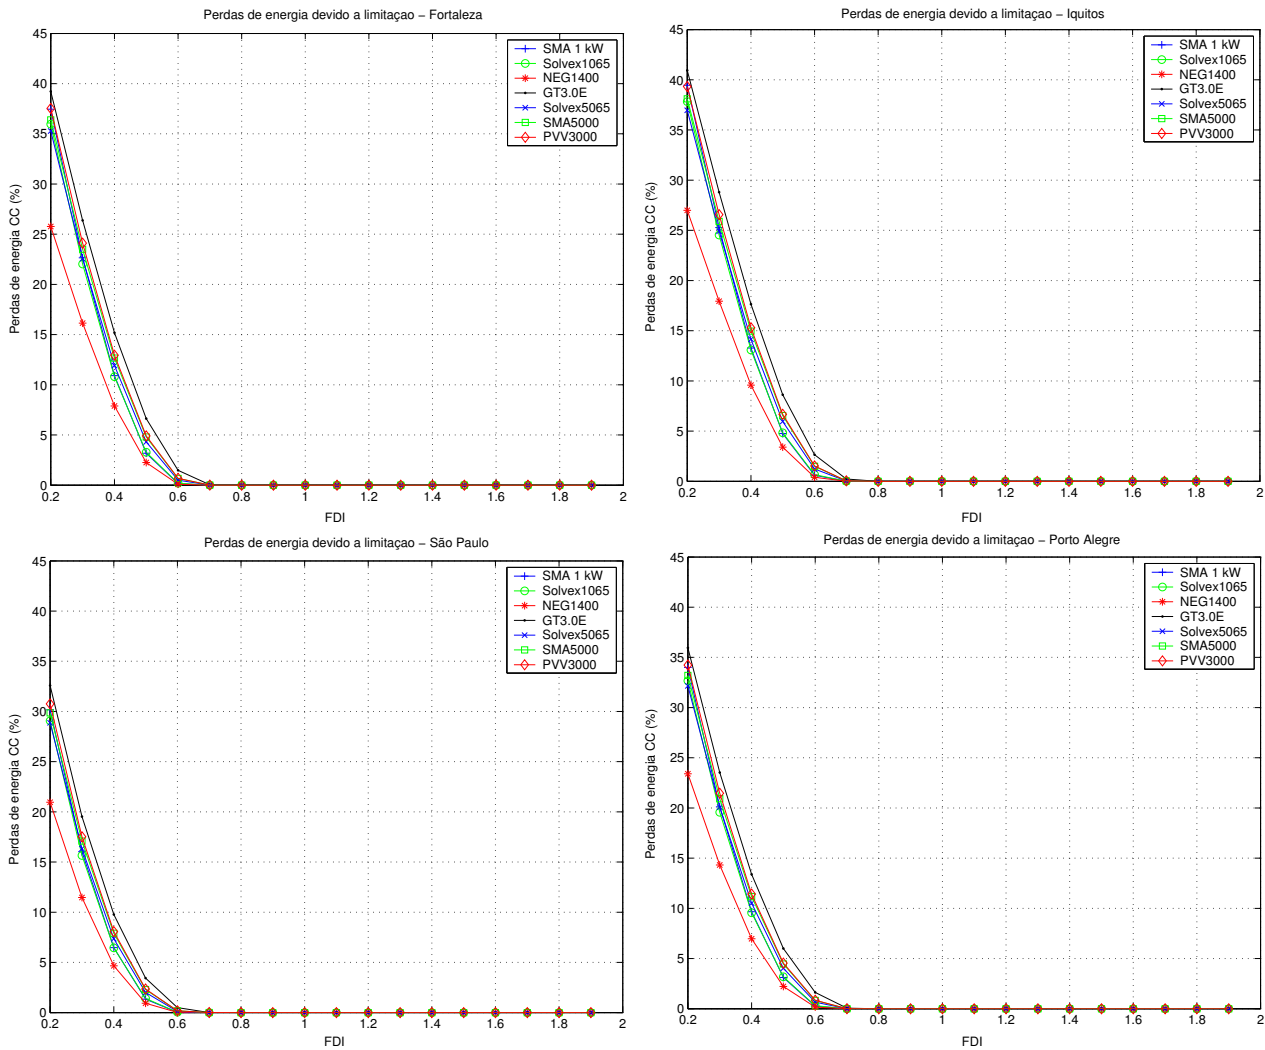 Perdas de energia devido a limitaçao – Fortaleza
45
40
35
30
25
20
15
10
5
0
Perdas de energia CC (%)
SMA 1 kW
Solvex1065
NEG1400
GT3.0E
Solvex5065
SMA5000
PVV3000
0.2 0.4 0.6 0.8 1 1.2 1.4 1.6 1.8 2
FDI
Perdas de energia devido a limitaçao – Iquitos
45
40
35
30
25
20
15
10
5
0
Perdas de energia CC (%)
SMA 1 kW
Solvex1065
NEG1400
GT3.0E
Solvex5065
SMA5000
PVV3000
0.2 0.4 0.6 0.8 1 1.2 1.4 1.6 1.8 2
FDI
Perdas de energia devido a limitaçao – São Paulo
45
40
35
30
25
20
15
10
5
0
Perdas de energia CC (%)
SMA 1 kW
Solvex1065
NEG1400
GT3.0E
Solvex5065
SMA5000
PVV3000
0.2 0.4 0.6 0.8 1 1.2 1.4 1.6 1.8 2
FDI
Perdas de energia devido a limitaçao – Porto Alegre
45
40
35
30
25
20
15
10
5
0
Perdas de energia CC (%)
SMA 1 kW
Solvex1065
NEG1400
GT3.0E
Solvex5065
SMA5000
PVV3000
0.2 0.4 0.6 0.8 1 1.2 1.4 1.6 1.8 2
FDI